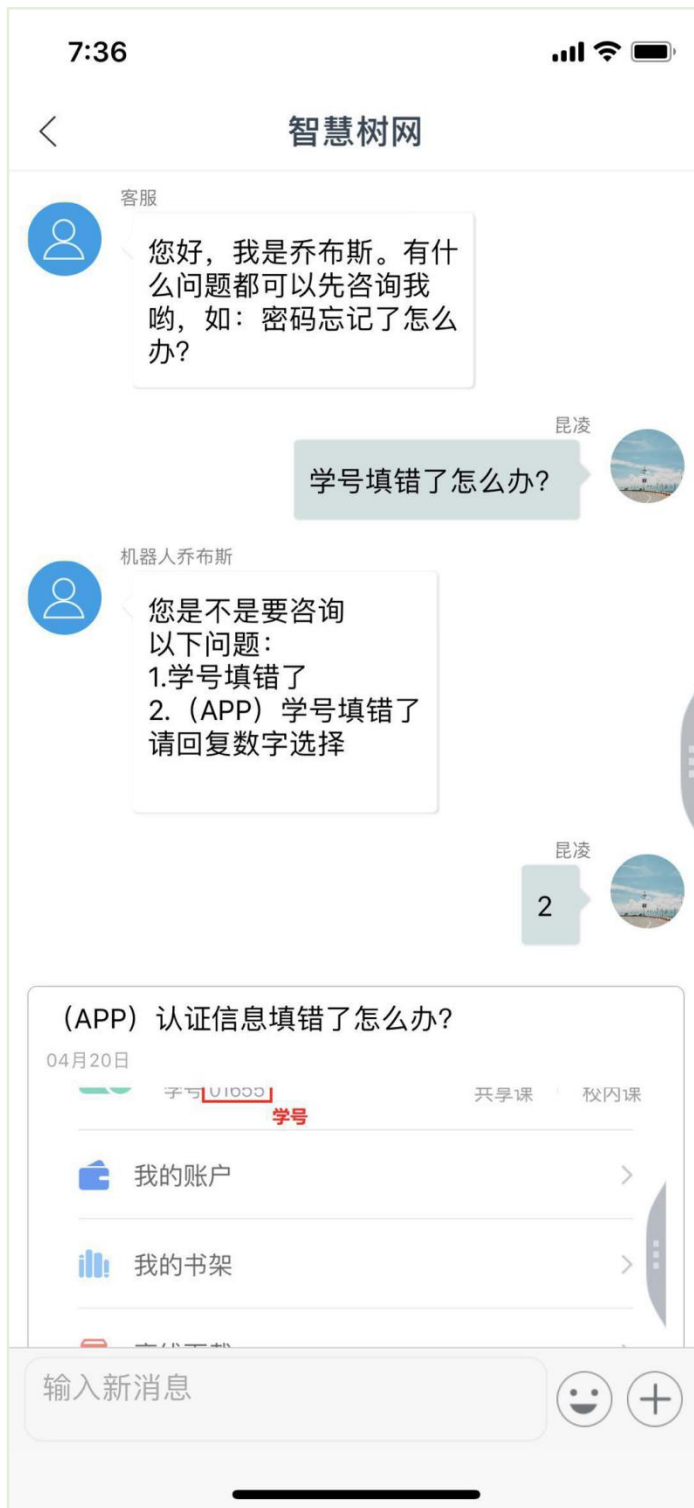 7:36
智慧树网
客服
您好，我是乔布斯。有什
么问题都可以先咨询我
哟，如：密码忘记了怎么
办?
昆凌
学号填错了怎么办?
机器人乔布斯
您是不是要咨询
以下问题：
1.学号填错了
2.（APP）学号填错了
请回复数字选择
昆凌
2
（APP）认证信息填错了怎么办?
04月20日
学号 01655 共享课 校内课
学号
我的账户
我的书架
输入新消息